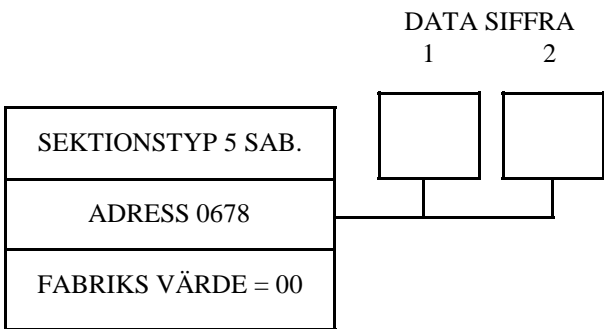 DATA SIFFRA
1 2
SEKTIONSTYP 5 SAB.
ADRESS 0678
FABRIKS VÄRDE = 00